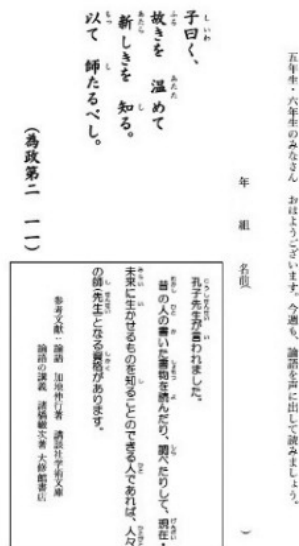 五年生・六年生のみなさん　おはようございます。今週も、論語を声に出して読みましょう。
年　組　名前（　　）
子曰く、
故きを　温めて
新しきを　知る。
以て　師たるべし。
（為政第二　一一）
孔子先生が言われました。
昔の人の書いた書物を読んだり、調べたりして、現在・
未来に生かせるものを知ることのできる人であれば、人々
の師(先生)となる資格があります。
参考文献：論語　加地伸行著　講談社学術文庫
論語の講義　諸橋轍次著　大修館書店